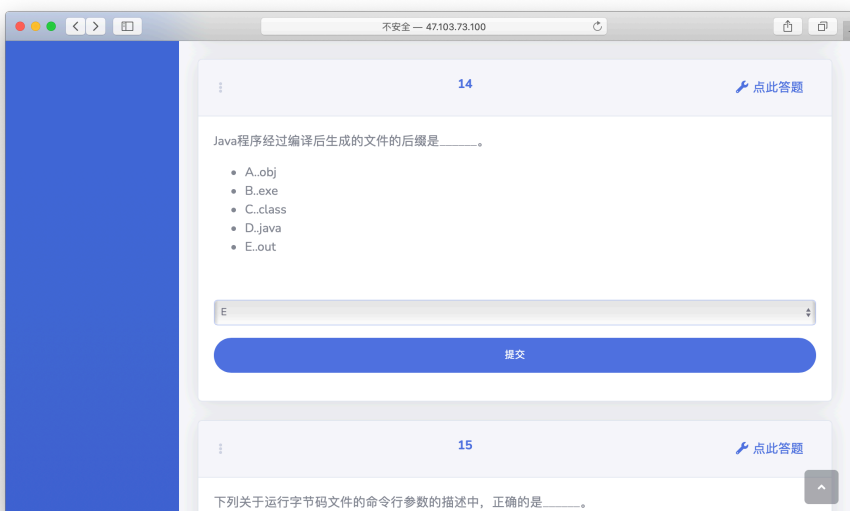 不安全 — 47.103.73.100
14
点此答题
Java程序经过编译后生成的文件的后缀是______。
A..obj
B..exe
C..class
D..java
E..out
E
提交
15
点此答题
下列关于运行字节码文件的命令行参数的描述中，正确的是______。